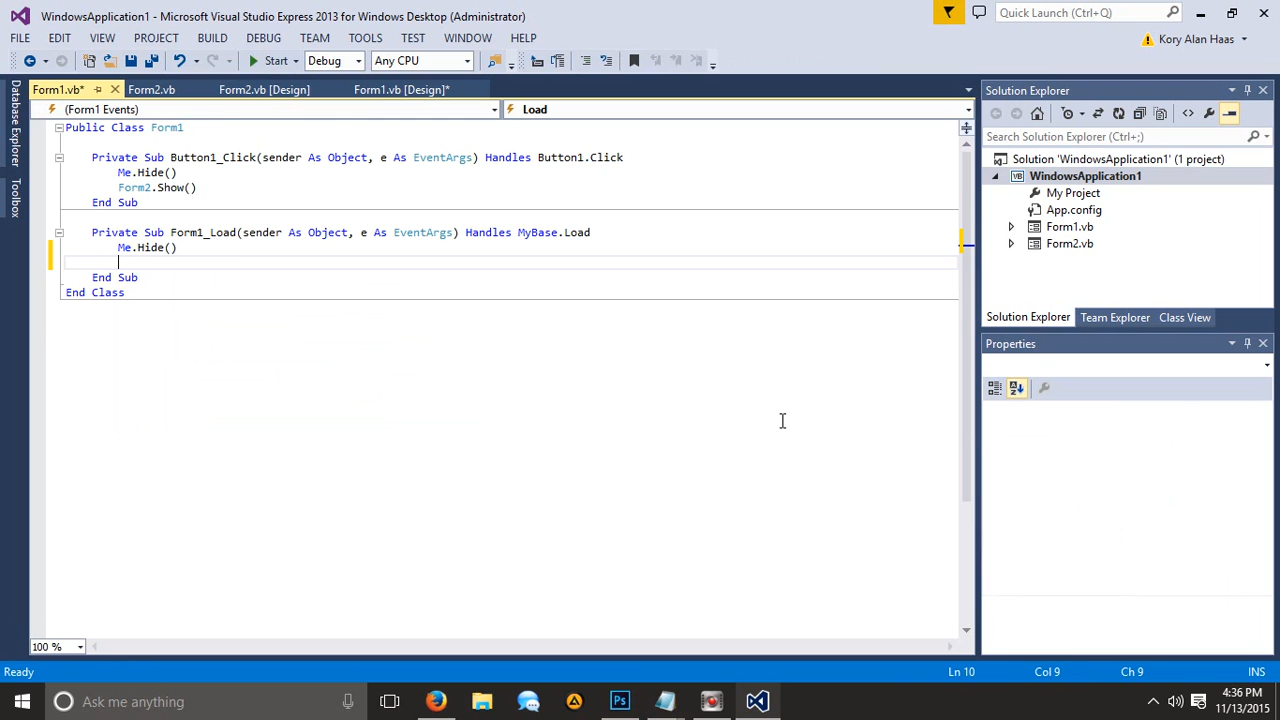 WindowsApplication1 - Microsoft Visual Studio Express 2013 for Windows Desktop (Administrator)
Quick Launch (Ctrl+Q)
FILE EDIT VIEW PROJECT BUILD DEBUG TEAM TOOLS TEST WINDOW HELP
Kory Alan Haas
Start Debug Any CPU
Database Explorer
Toolbox
Form1.vb* Form2.vb Form2.vb [Design] Form1.vb [Design]*
(Form1 Events) Load
Public Class Form1
Private Sub Button1_Click(sender As Object, e As EventArgs) Handles Button1.Click
Me.Hide()
Form2.Show()
End Sub
Private Sub Form1_Load(sender As Object, e As EventArgs) Handles MyBase.Load
Me.Hide()
End Sub
End Class
Solution Explorer
Search Solution Explorer (Ctrl+;)
Solution 'WindowsApplication1' (1 project)
VB WindowsApplication1
My Project
App.config
Form1.vb
Form2.vb
Solution Explorer Team Explorer Class View
Properties
100 %
Ready Ln 10 Col 9 Ch 9 INS
Ask me anything
Ps
4:36 PM
11/13/2015